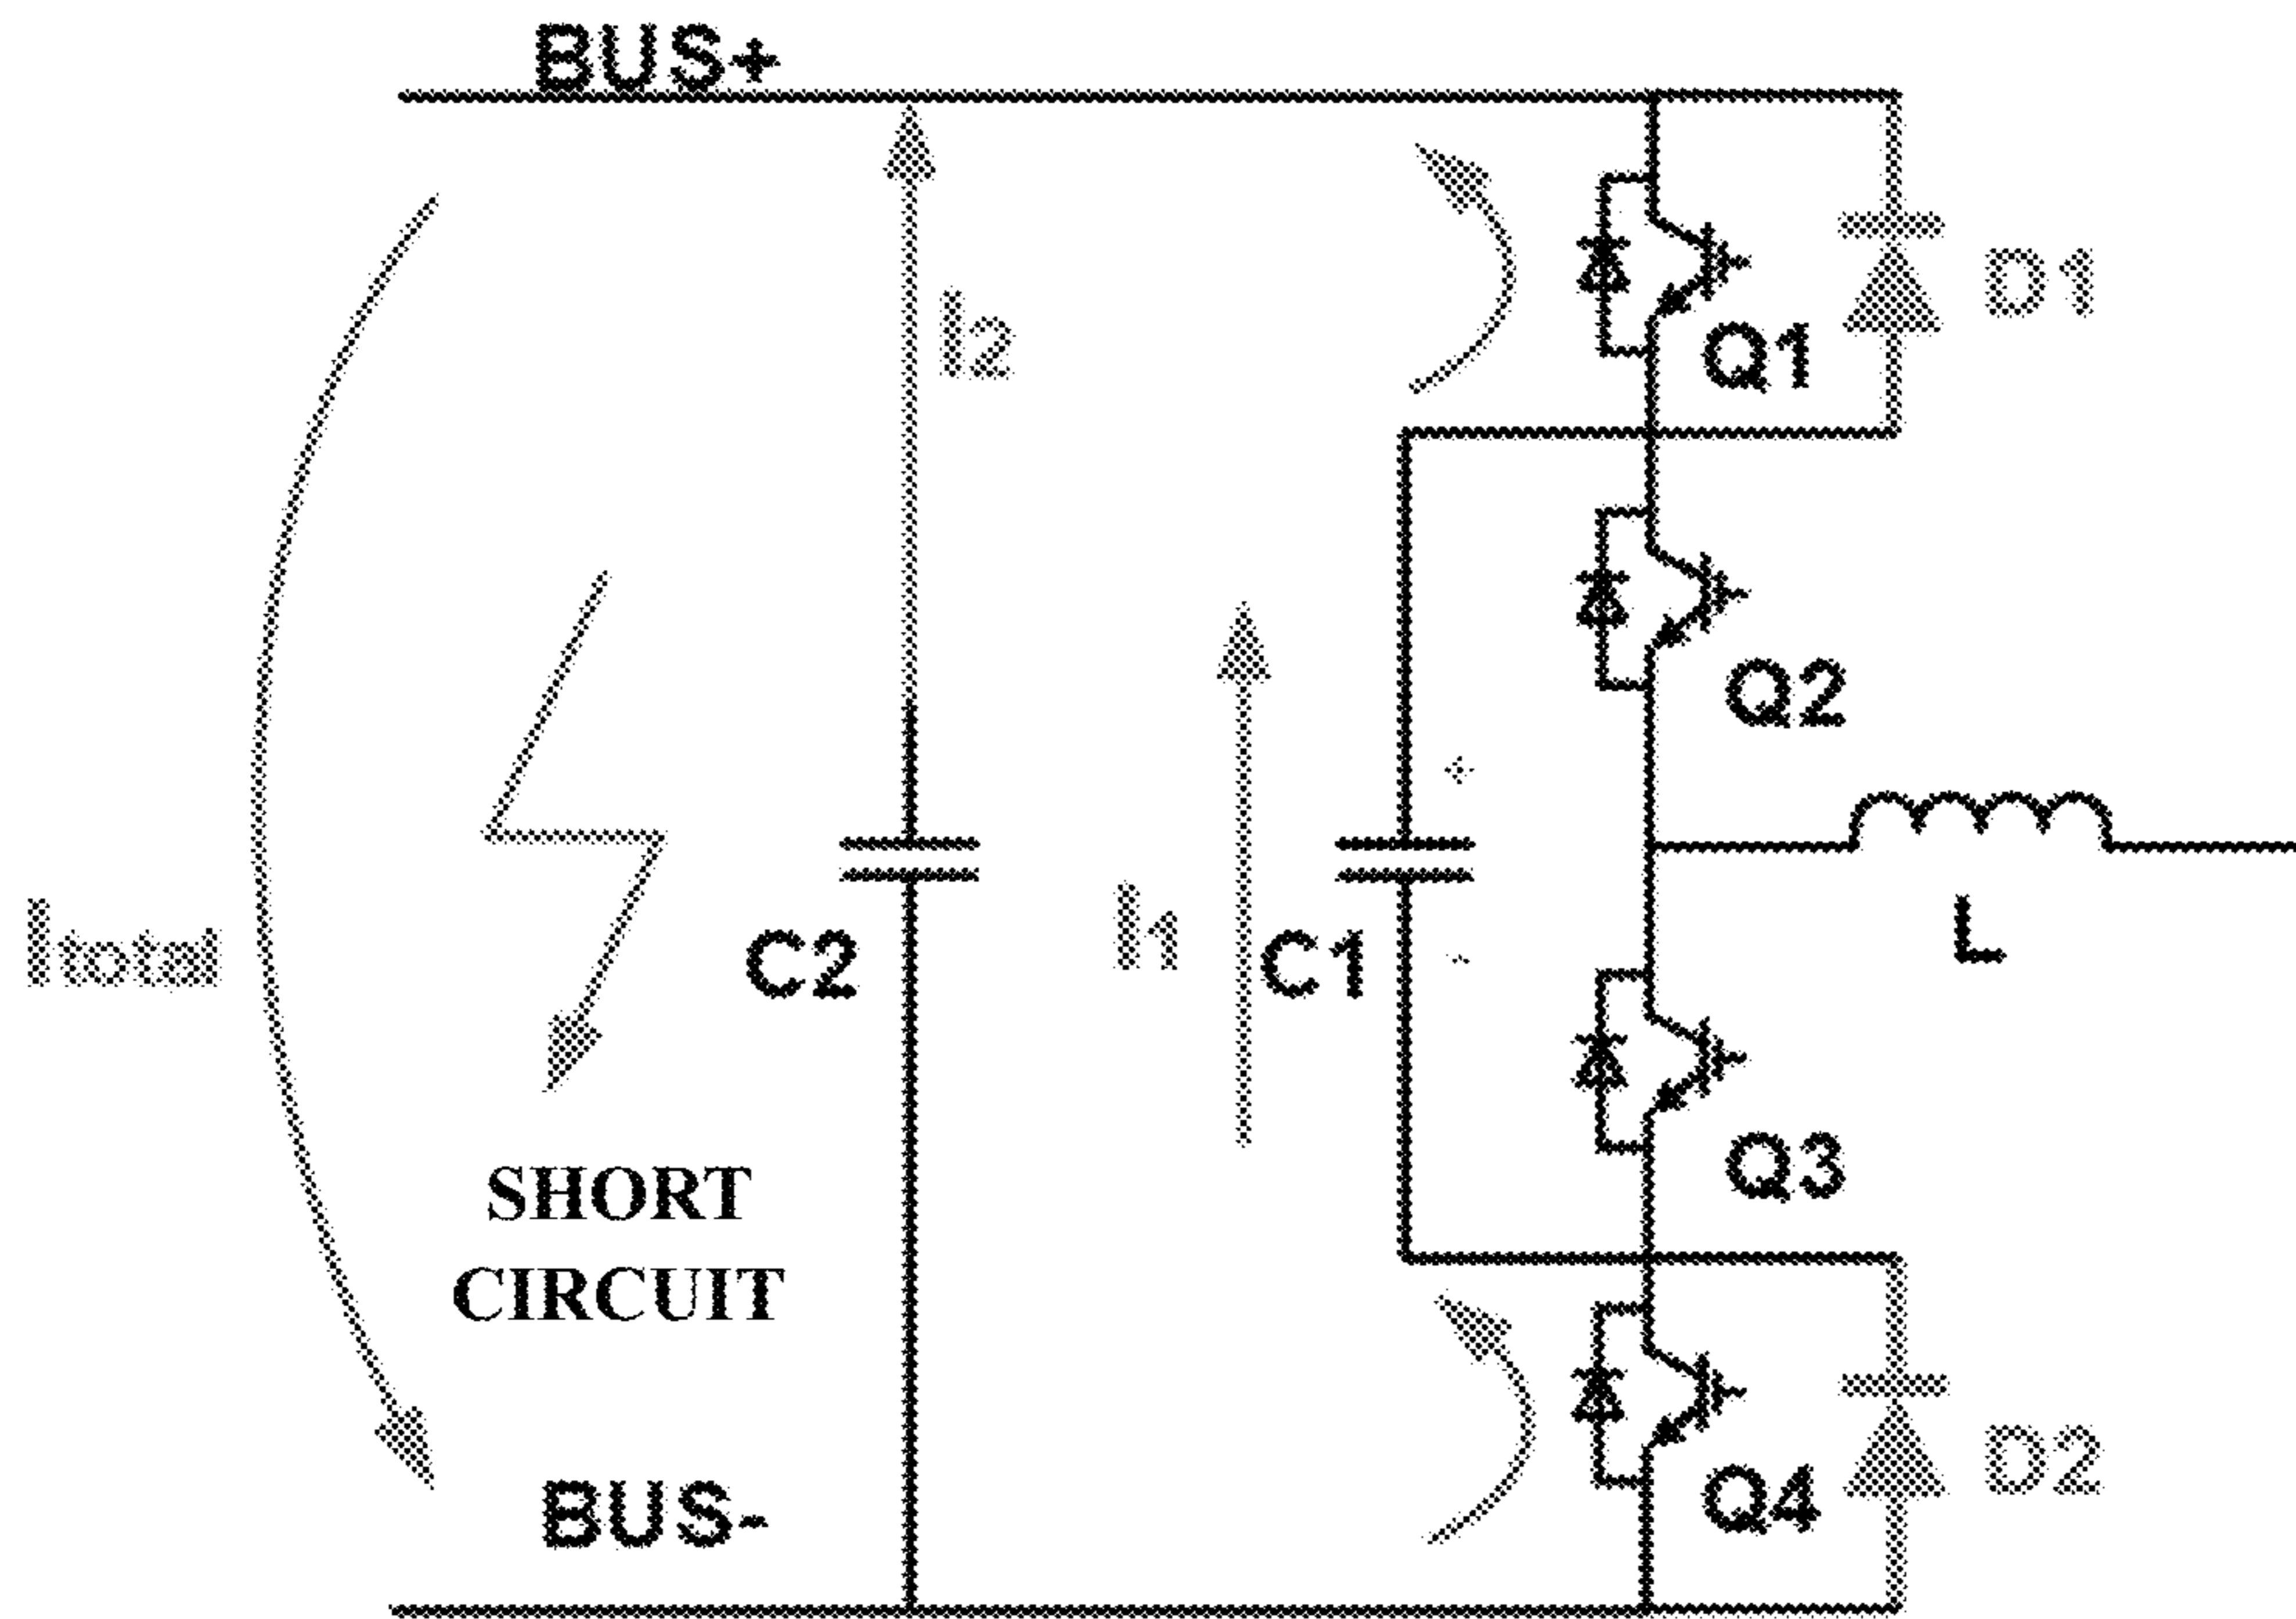 BUS+
I2
Q1
D1
Q2
+
Itotal
C2
I1
C1
-
L
SHORT
CIRCUIT
Q3
BUS-
Q4
D2